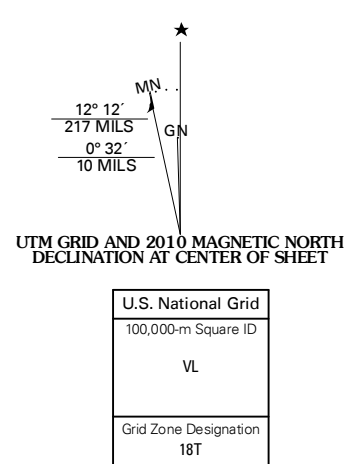 MN
12° 12´
217 MILS
GN
0° 32´
10 MILS
UTM GRID AND 2010 MAGNETIC NORTH
DECLINATION AT CENTER OF SHEET
U.S. National Grid
100,000-m Square ID
VL
Grid Zone Designation
18T